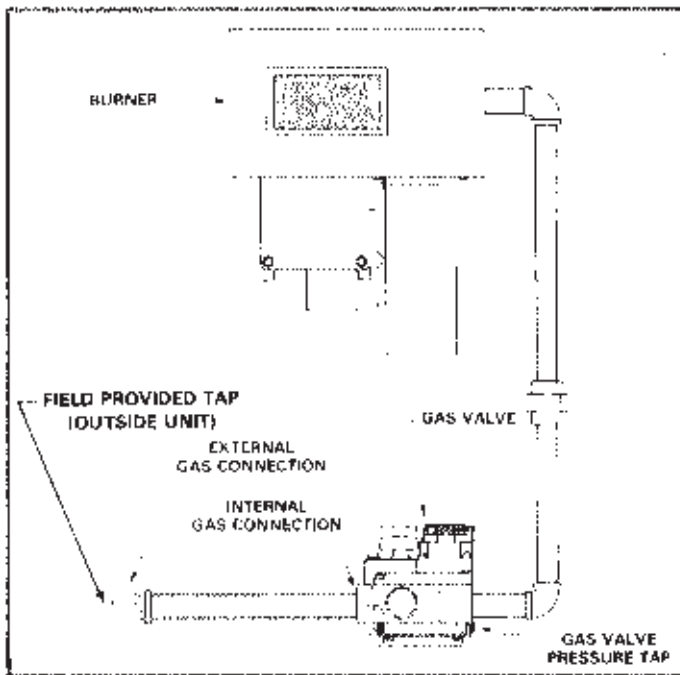 BURNER
FIELD PROVIDED TAP
(OUTSIDE UNIT)
GAS VALVE
EXTERNAL
GAS CONNECTION
INTERNAL
GAS CONNECTION
GAS VALVE
PRESSURE TAP